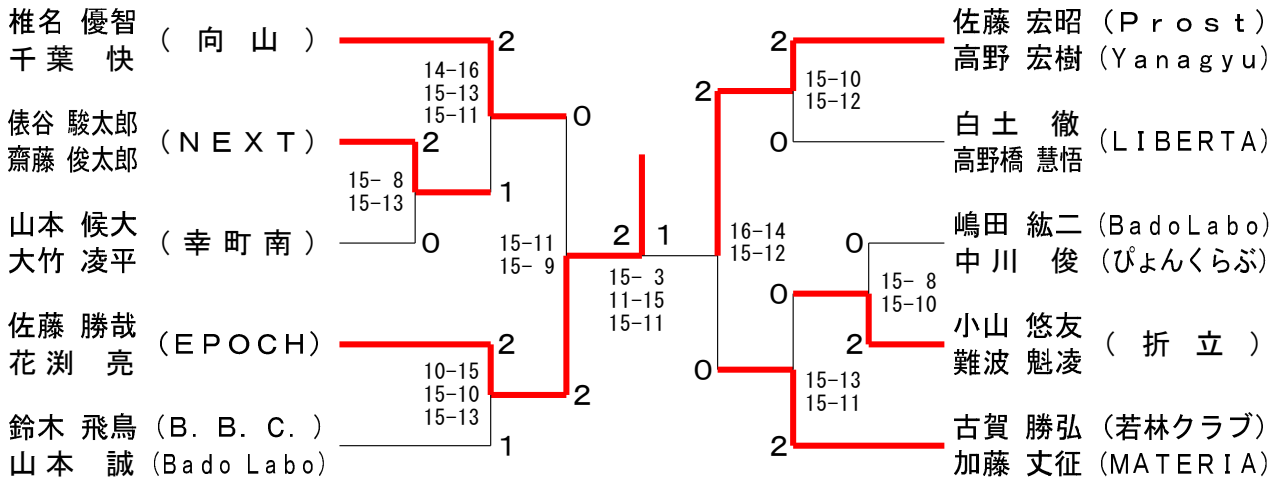 椎名 優智
千葉 快
( 向 山 )
俵谷 駿太郎
齋藤 俊太郎
(NEXT)
山本 候大
大竹 凌平
( 幸 町 南 )
佐藤 勝哉
花渕 亮
(EPOCH)
鈴木 飛鳥 (B. B. C. )
山本 誠 (Bado Labo)
2
14-16
15-13
15-11
0
2
15- 8
15-13
1
0
15-11
15- 9
2
10-15
15-10
15-13
2
1
2 1
15- 3
11-15
15-11
2
15-10
15-12
2
0
16-14
15-12
0
15- 8
15-10
0
2
0
15-13
15-11
2
佐藤 宏昭 (Prost)
高野 宏樹 (Yanagyu)
白土 徹
高野橋 慧悟
(LIBERTA)
嶋田 紘二 (BadoLabo)
中川 俊 (ぴょんくらぶ)
小山 悠友
難波 魁凌
( 折 立 )
古賀 勝弘 (若林クラブ)
加藤 丈征 (MATERIA)